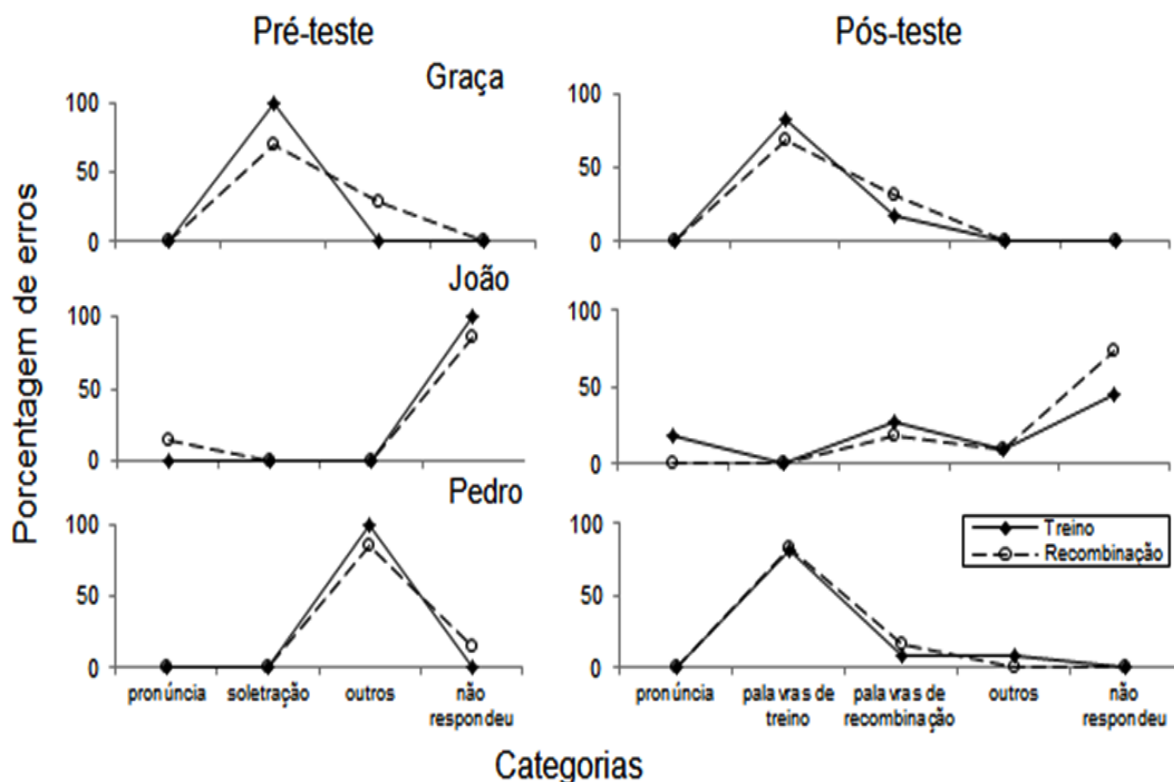 Pré-teste
Pós-teste
Graça
100
50
0
100
50
0
João
100
50
0
100
50
0
Pedro
100
50
0
100
50
0
Treino
Recombinação
Porcentagem de erros
pronúncia
soletração
outros
não
respondeu
pronúncia
palavras de
treino
palavras de
recombinação
outros
não
respondeu
Categorias